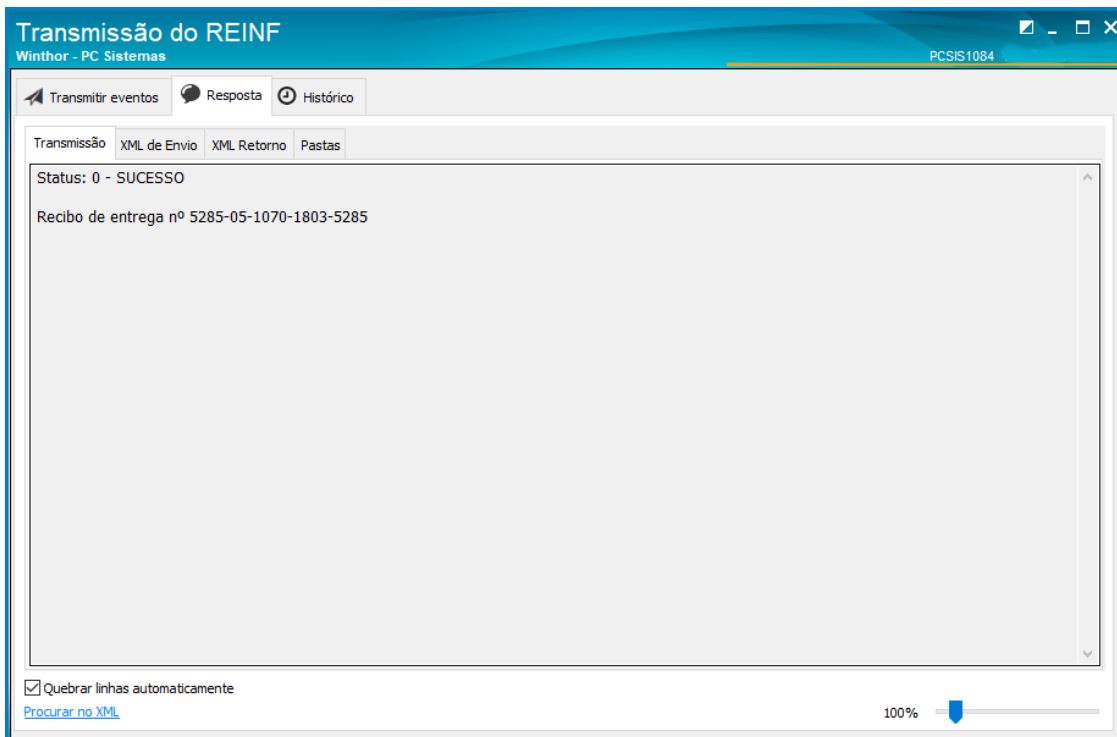 Transmissão do REINF
Winthor - PC Sistemas
PCSIS1084
Transmitir eventos Resposta Histórico
Transmissão XML de Envio XML Retorno Pastas
Status: 0 - SUCESSO
Recibo de entrega nº 5285-05-1070-1803-5285
Quebrar linhas automaticamente
Procurar no XML
100%